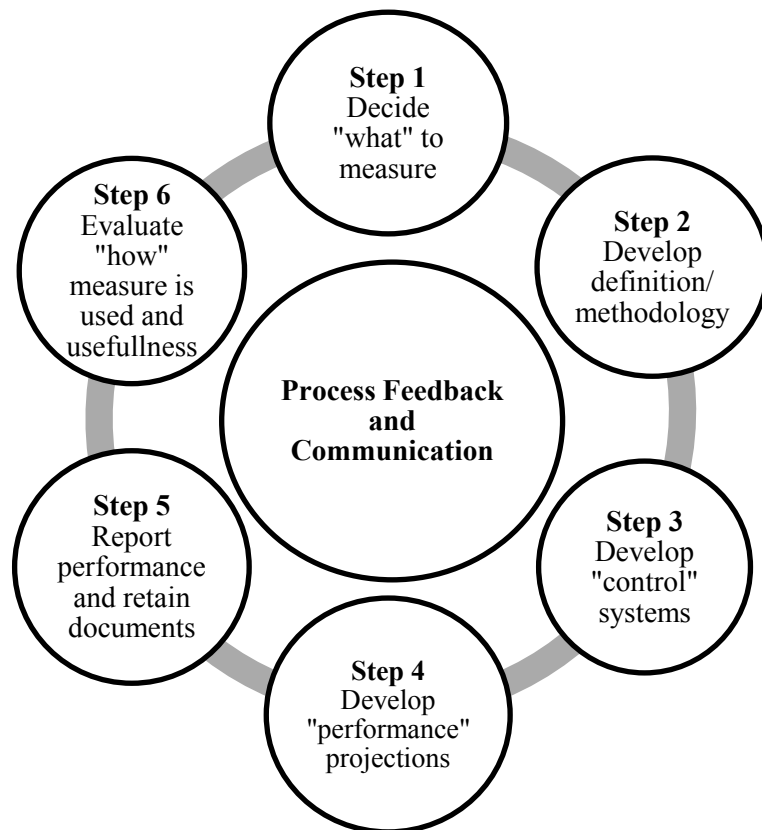 Step 1
Decide
"what" to
measure
Step 2
Develop
definition/
methodology
Step 3
Develop
"control"
systems
Step 4
Develop
"performance"
projections
Step 5
Report
performance
and retain
documents
Step 6
Evaluate
"how"
measure is
used and
usefullness
Process Feedback
and
Communication